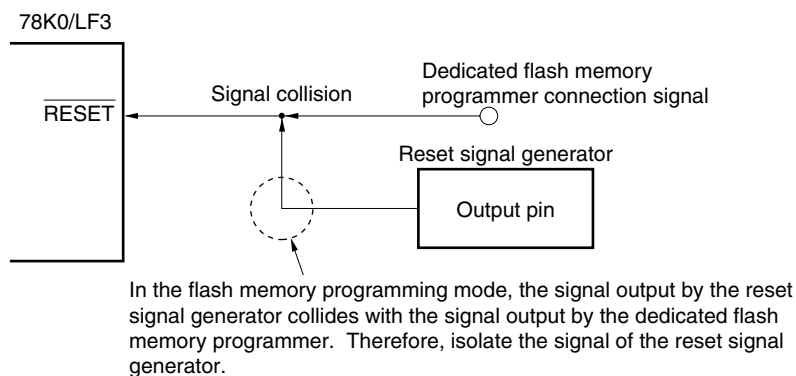 78K0/LF3
Dedicated flash memory
programmer connection signal
Signal collision
RESET
Reset signal generator
Output pin
In the flash memory programming mode, the signal output by the reset
signal generator collides with the signal output by the dedicated flash
memory programmer.  Therefore, isolate the signal of the reset signal
generator.